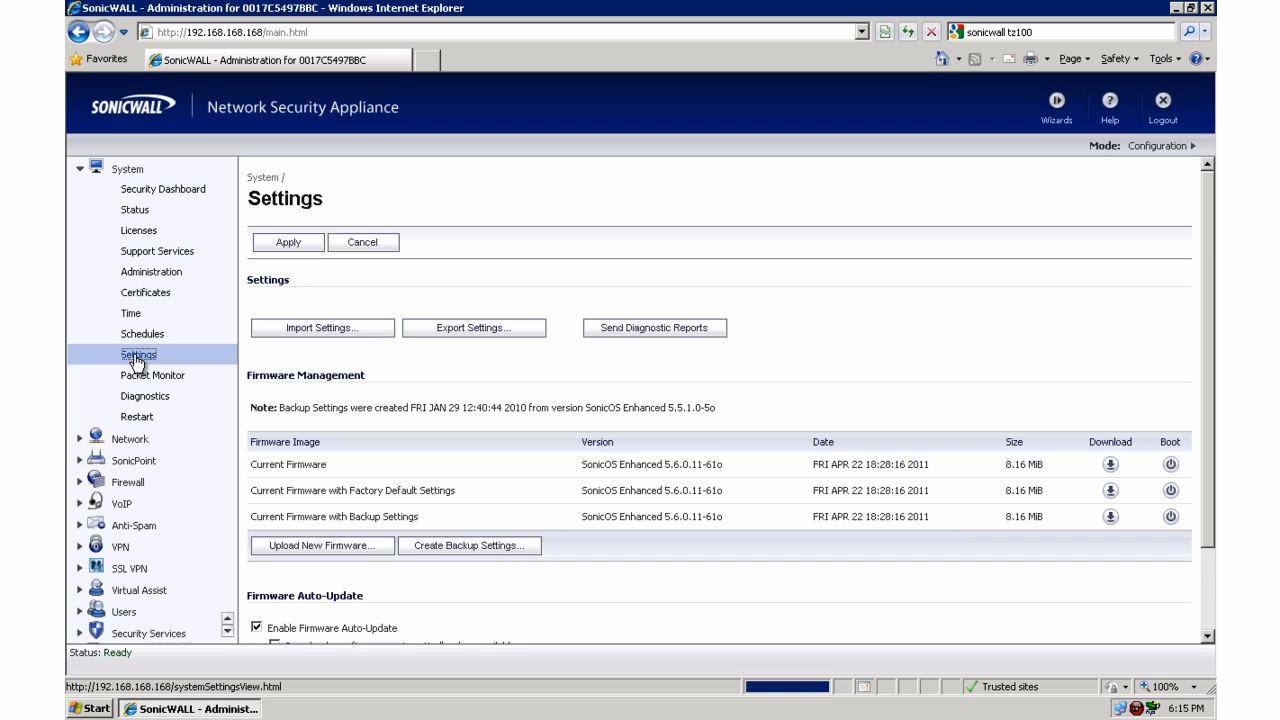 SonicWALL - Administration for 0017C5497BBC - Windows Internet Explorer
http://192.168.168.168/main.html
sonicwall tz100
Favorites
SonicWALL - Administration for 0017C5497BBC
Page
Safety
Tools
SONICWALL
Network Security Appliance
Wizards
Help
Logout
Mode: Configuration
System
Security Dashboard
Status
Licenses
Support Services
Administration
Certificates
Time
Schedules
Settings
Packet Monitor
Diagnostics
Restart
Network
SonicPoint
Firewall
VoIP
Anti-Spam
VPN
SSL VPN
Virtual Assist
Users
Security Services
System /
Settings
Apply
Cancel
Settings
Import Settings...
Export Settings...
Send Diagnostic Reports
Firmware Management
Note: Backup Settings were created FRI JAN 29 12:40:44 2010 from version SonicOS Enhanced 5.5.1.0-5o
Firmware Image Version Date Size Download Boot
Current Firmware SonicOS Enhanced 5.6.0.11-61o FRI APR 22 18:28:16 2011 8.16 MiB
Current Firmware with Factory Default Settings SonicOS Enhanced 5.6.0.11-61o FRI APR 22 18:28:16 2011 8.16 MiB
Current Firmware with Backup Settings SonicOS Enhanced 5.6.0.11-61o FRI APR 22 18:28:16 2011 8.16 MiB
Upload New Firmware...
Create Backup Settings...
Firmware Auto-Update
Enable Firmware Auto-Update
Status: Ready
http://192.168.168.168/systemSettingsView.html
Trusted sites
100%
Start
SonicWALL - Administ...
6:15 PM